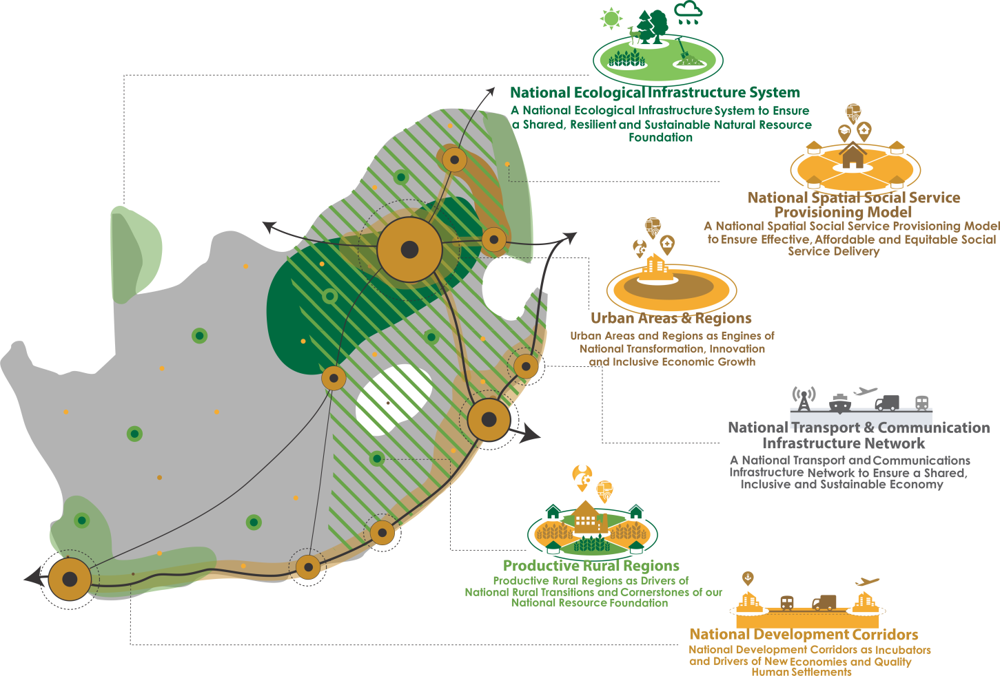 National Ecological Infrastructure System
A National Ecological Infrastructure System to Ensure
a Shared, Resilient and Sustainable Natural Resource
Foundation
National Spatial Social Service
Provisioning Model
A National Spatial Social Service Provisioning Model
to Ensure Effective, Affordable and Equitable Social
Service Delivery
Urban Areas & Regions
Urban Areas and Regions as Engines of
National Transformation, Innovation
and Inclusive Economic Growth
National Transport & Communication
Infrastructure Network
A National Transport and Communications
Infrastructure Network to Ensure a Shared,
Inclusive and Sustainable Economy
Productive Rural Regions
Productive Rural Regions as Drivers of
National Rural Transitions and Cornerstones of our
National Resource Foundation
National Development Corridors
National Development Corridors as Incubators
and Drivers of New Economies and Quality
Human Settlements